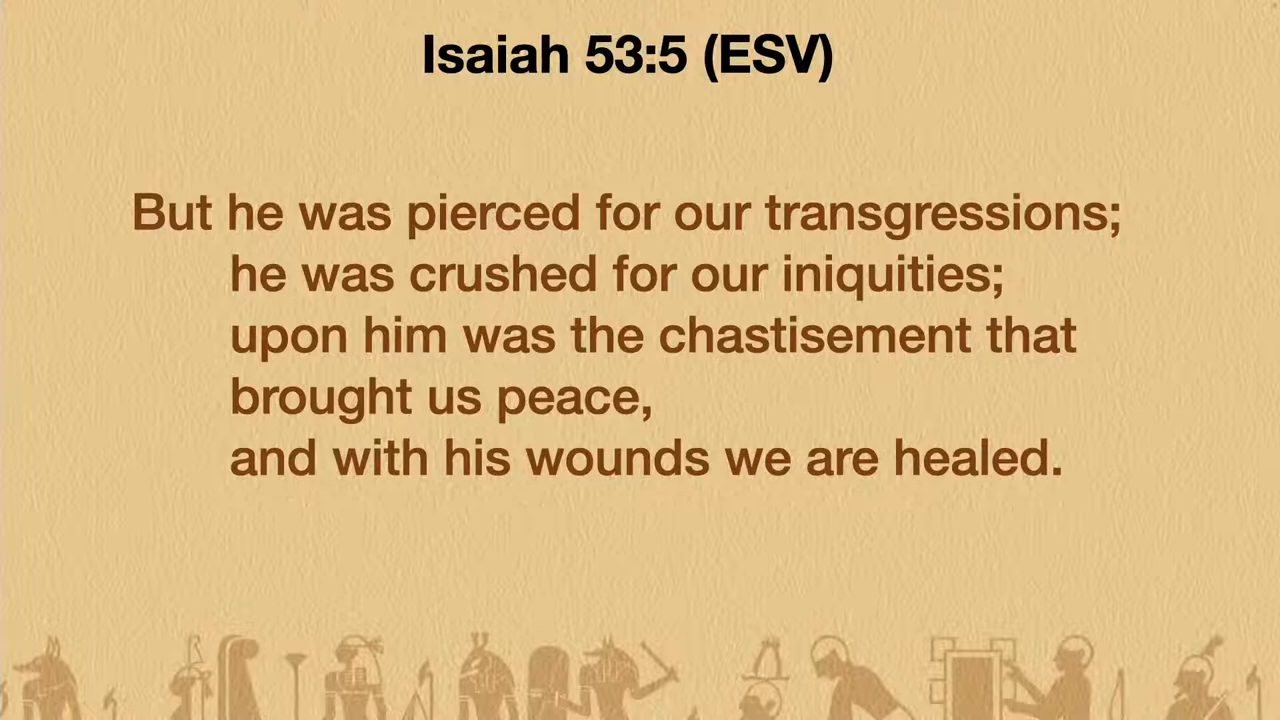 Isaiah 53:5 (ESV)
But he was pierced for our transgressions;
he was crushed for our iniquities;
upon him was the chastisement that
brought us peace,
and with his wounds we are healed.